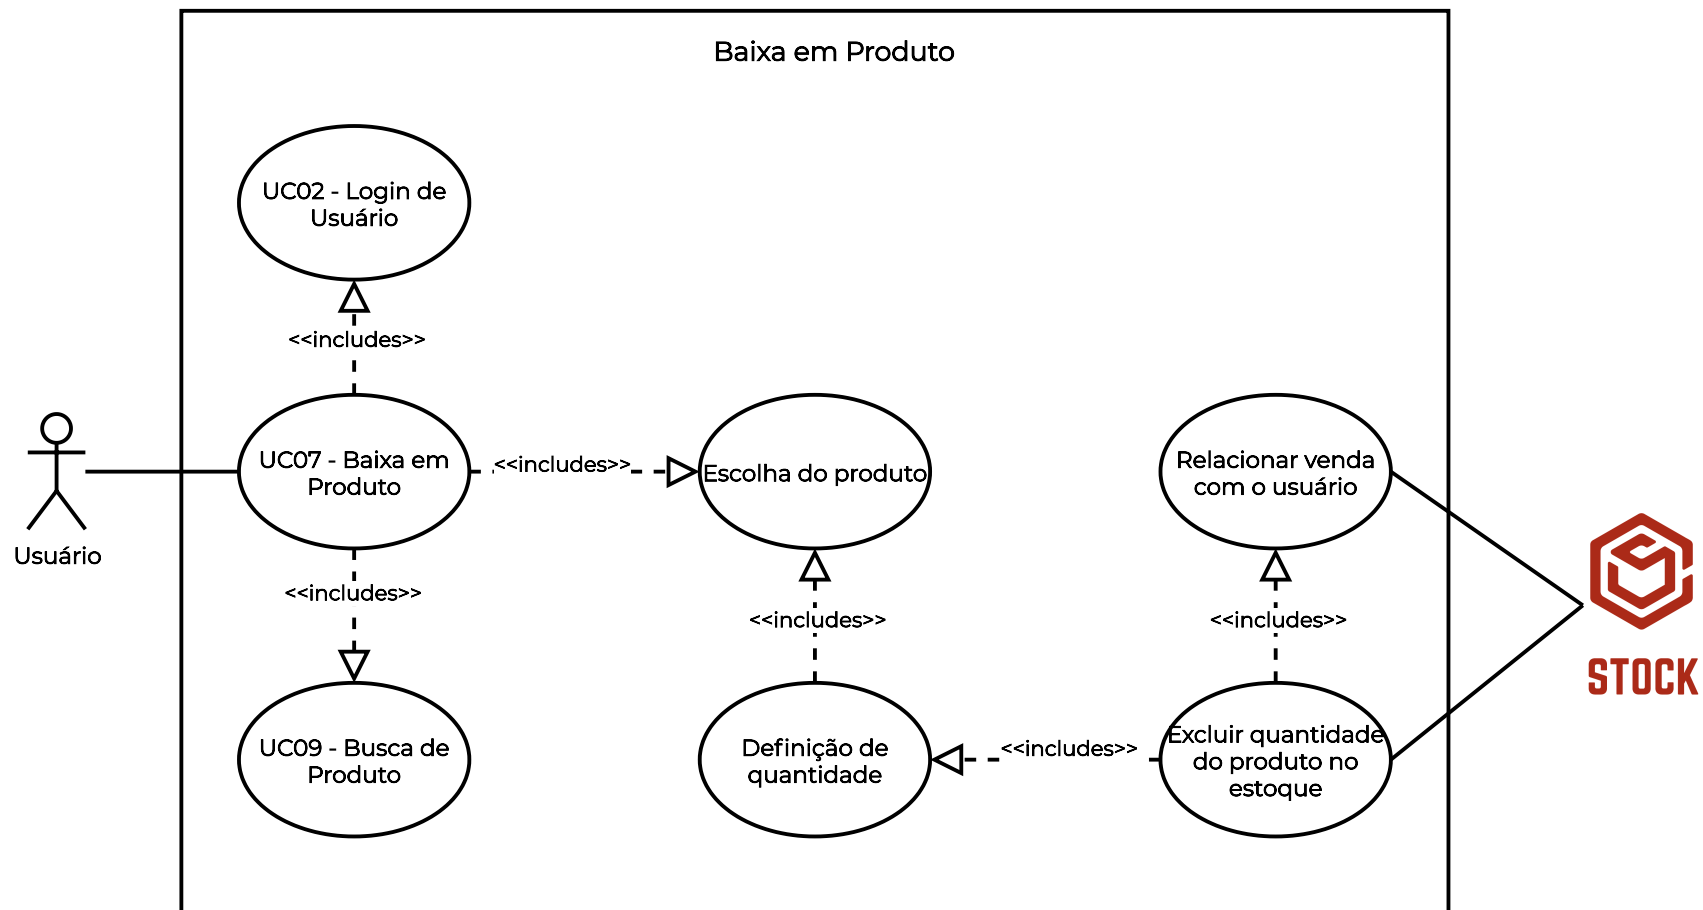 Baixa em Produto
UC02 - Login de
Usuário
<<includes>>
Usuário
UC07 - Baixa em
Produto
<<includes>>
Escolha do produto
Relacionar venda
com o usuário
<<includes>>
<<includes>>
<<includes>>
STOCK
UC09 - Busca de
Produto
Definição de
quantidade
<<includes>>
Excluir quantidade
do produto no
estoque